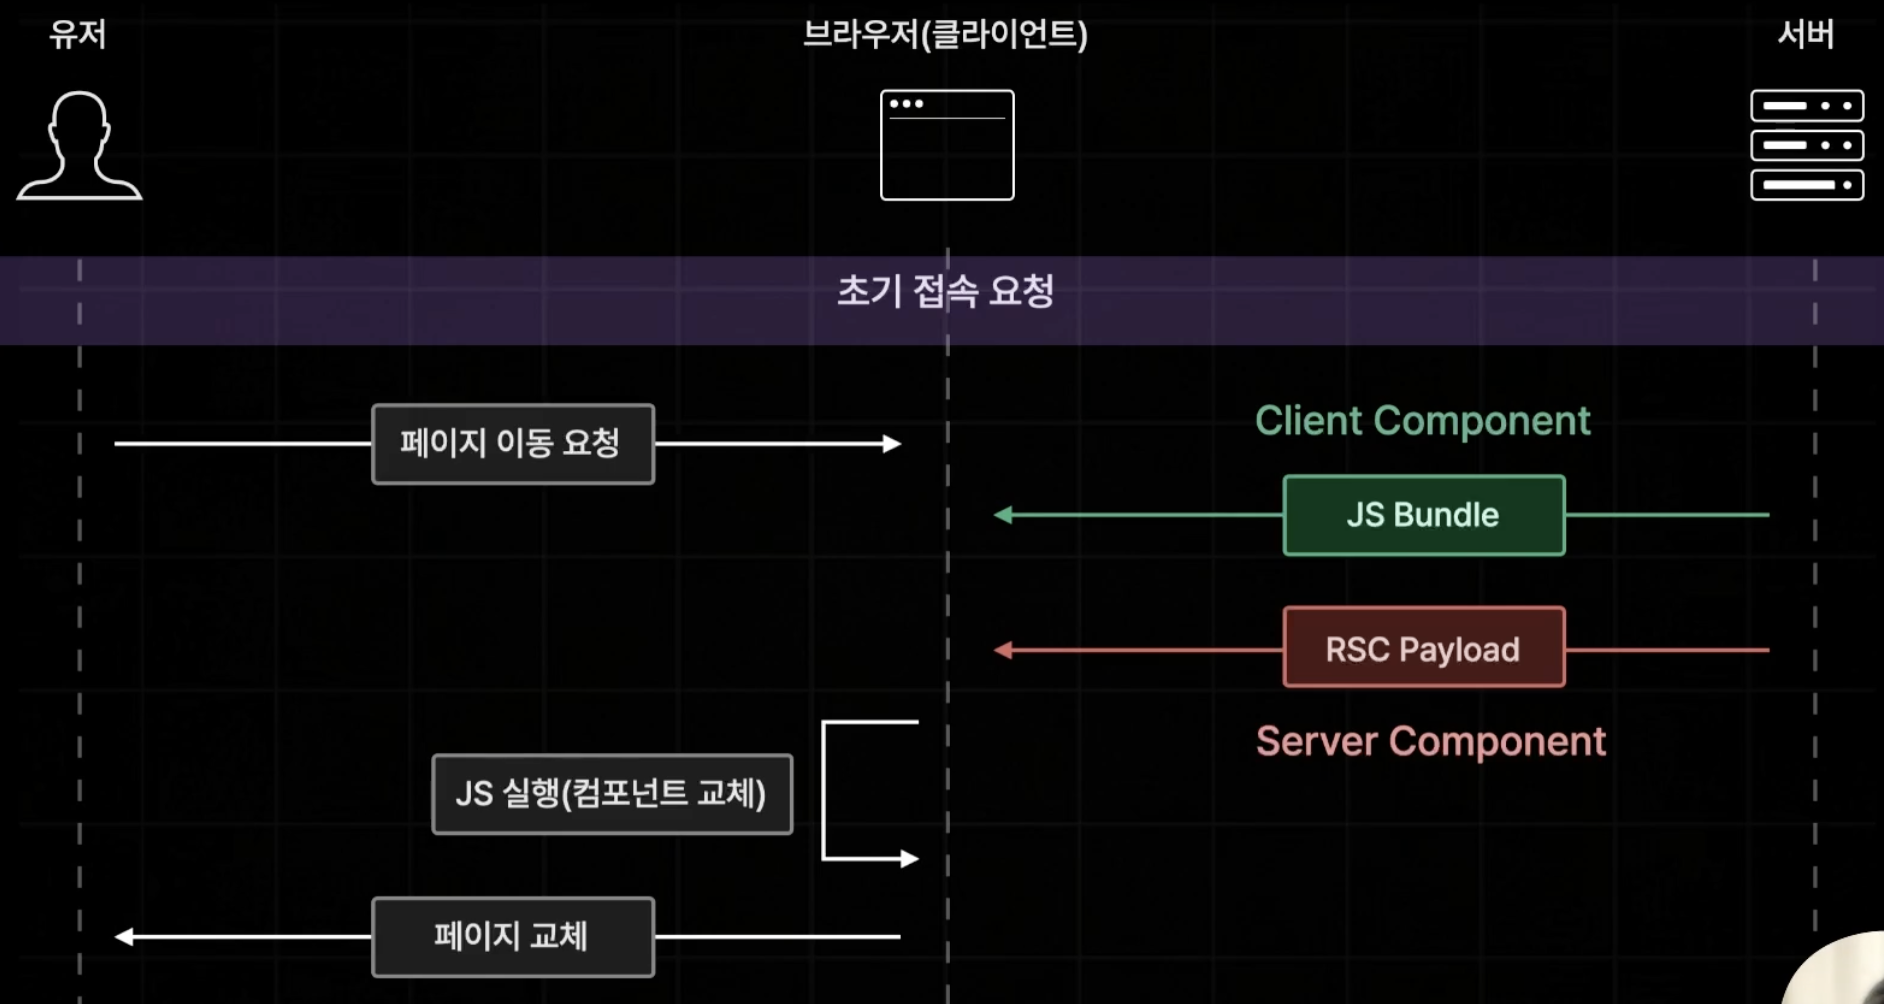 유저
브라우저(클라이언트)
서버
초기 접속 요청
페이지 이동 요청
Client Component
JS Bundle
RSC Payload
Server Component
JS 실행(컴포넌트 교체)
페이지 교체